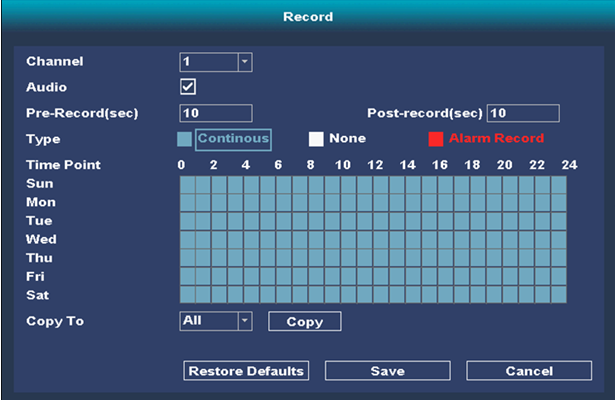 Record
Channel 1
Audio
Pre-Record(sec) 10 Post-record(sec) 10
Type Continous None Alarm Record
Time Point 0 2 4 6 8 10 12 14 16 18 20 22 24
Sun
Mon
Tue
Wed
Thu
Fri
Sat
Copy To All Copy
Restore Defaults Save Cancel